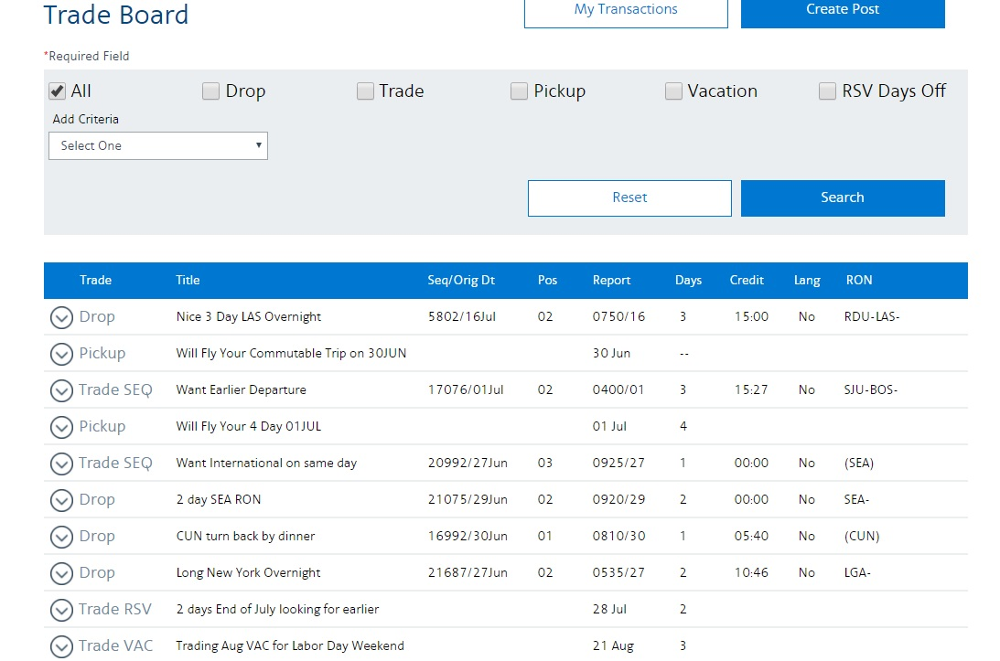 Trade Board
My Transactions
Create Post
*Required Field
All Drop Trade Pickup Vacation RSV Days Off
Add Criteria
Select One
Reset Search
Trade Title Seq/Orig Dt Pos Report Days Credit Lang RON
Drop Nice 3 Day LAS Overnight 5802/16Jul 02 0750/16 3 15:00 No RDU-LAS-
Pickup Will Fly Your Commutable Trip on 30JUN 30 Jun --
Trade SEQ Want Earlier Departure 17076/01Jul 02 0400/01 3 15:27 No SJU-BOS-
Pickup Will Fly Your 4 Day 01JUL 01 Jul 4
Trade SEQ Want International on same day 20992/27Jun 03 0925/27 1 00:00 No (SEA)
Drop 2 day SEA RON 21075/29Jun 02 0920/29 2 00:00 No SEA-
Drop CUN turn back by dinner 16992/30Jun 01 0810/30 1 05:40 No (CUN)
Drop Long New York Overnight 21687/27Jun 02 0535/27 2 10:46 No LGA-
Trade RSV 2 days End of July looking for earlier 28 Jul 2
Trade VAC Trading Aug VAC for Labor Day Weekend 21 Aug 3